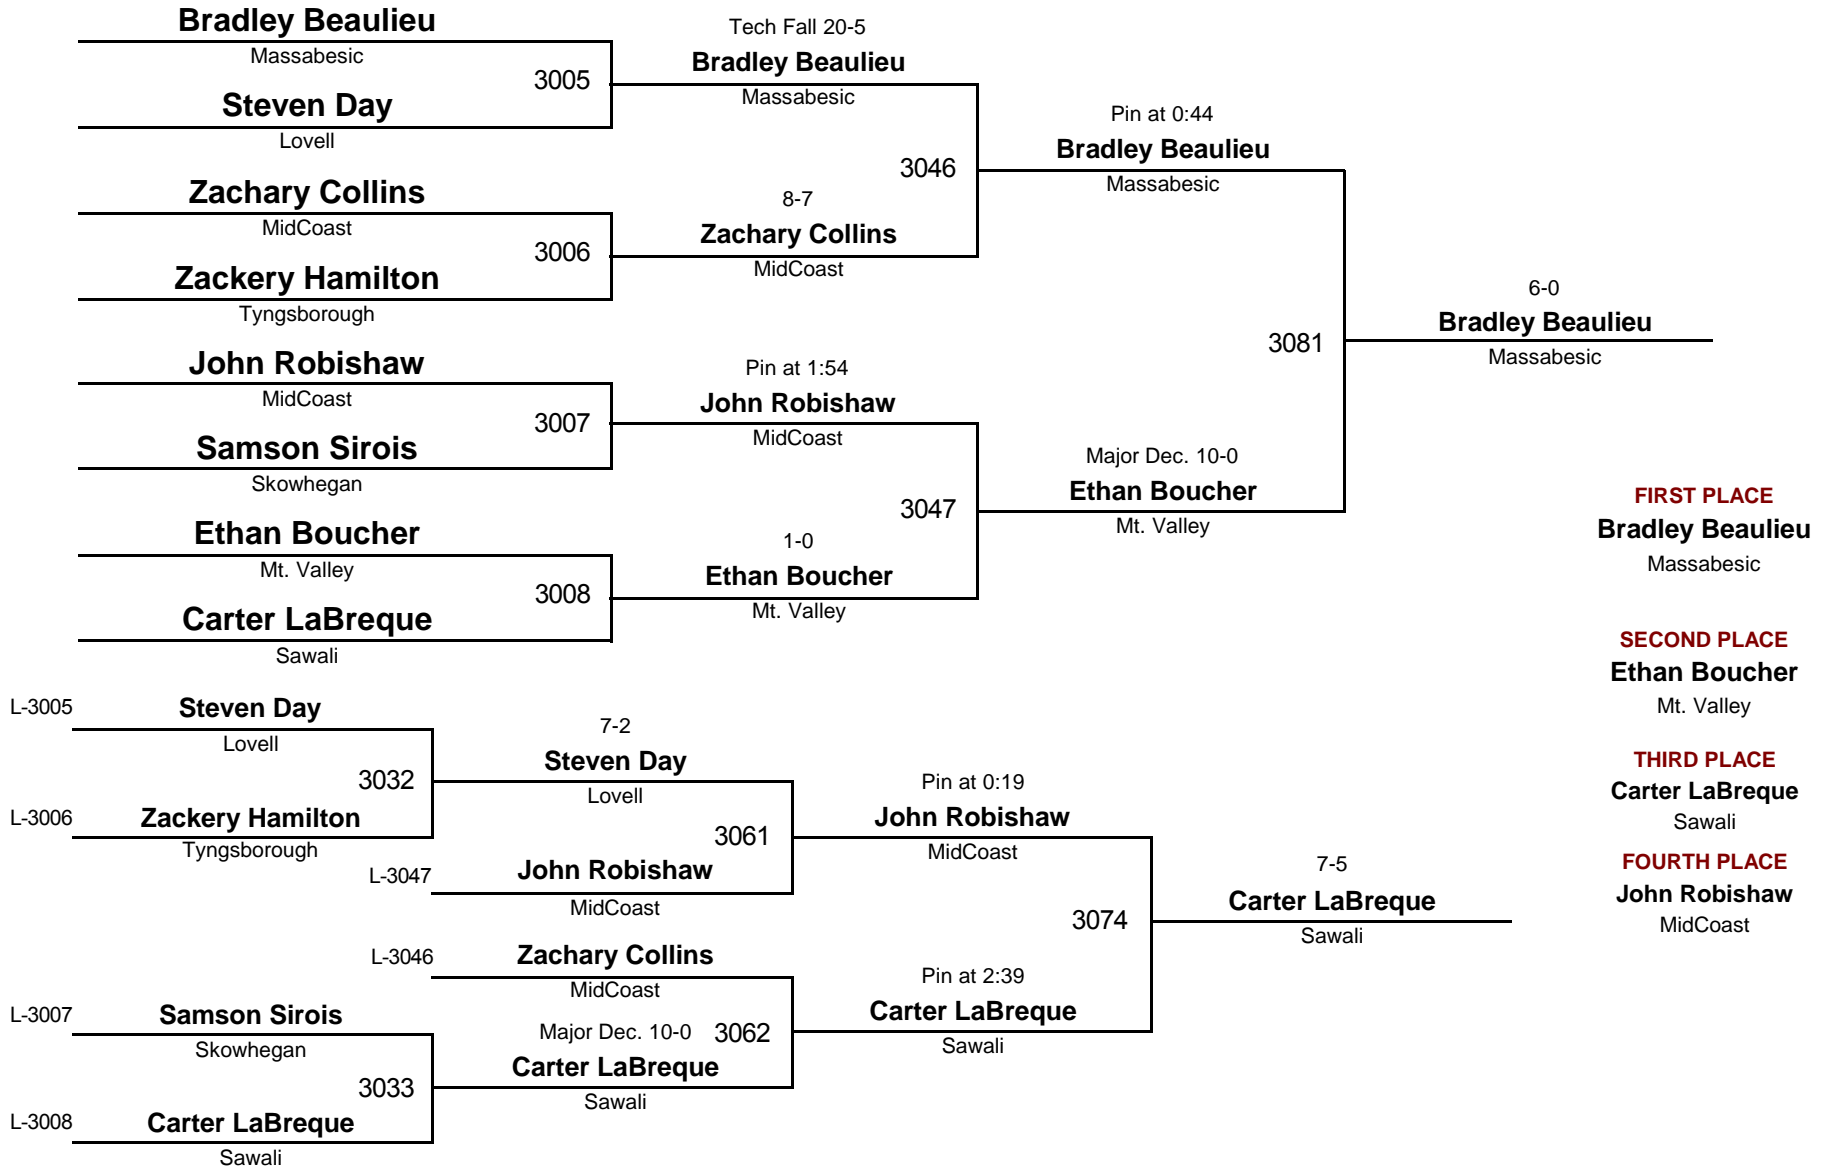 Bradley Beaulieu
Massabesic
3005
Steven Day
Lovell
Zachary Collins
MidCoast
3006
Zackery Hamilton
Tyngsborough
John Robishaw
MidCoast
3007
Samson Sirois
Skowhegan
Ethan Boucher
Mt. Valley
3008
Carter LaBreque
Sawali
Tech Fall 20-5
Bradley Beaulieu
Massabesic
3046
8-7
Zachary Collins
MidCoast
Pin at 1:54
John Robishaw
MidCoast
3047
1-0
Ethan Boucher
Mt. Valley
Pin at 0:44
Bradley Beaulieu
Massabesic
3081
Major Dec. 10-0
Ethan Boucher
Mt. Valley
6-0
Bradley Beaulieu
Massabesic
FIRST PLACE
Bradley Beaulieu
Massabesic
SECOND PLACE
Ethan Boucher
Mt. Valley
THIRD PLACE
Carter LaBreque
Sawali
FOURTH PLACE
John Robishaw
MidCoast
L-3005
Steven Day
Lovell
3032
L-3006
Zackery Hamilton
Tyngsborough
7-2
Steven Day
Lovell
3061
L-3047
John Robishaw
MidCoast
L-3046
Zachary Collins
MidCoast
3062
L-3007
Samson Sirois
Skowhegan
3033
L-3008
Carter LaBreque
Sawali
Major Dec. 10-0
Carter LaBreque
Sawali
Pin at 0:19
John Robishaw
MidCoast
3074
Pin at 2:39
Carter LaBreque
Sawali
7-5
Carter LaBreque
Sawali